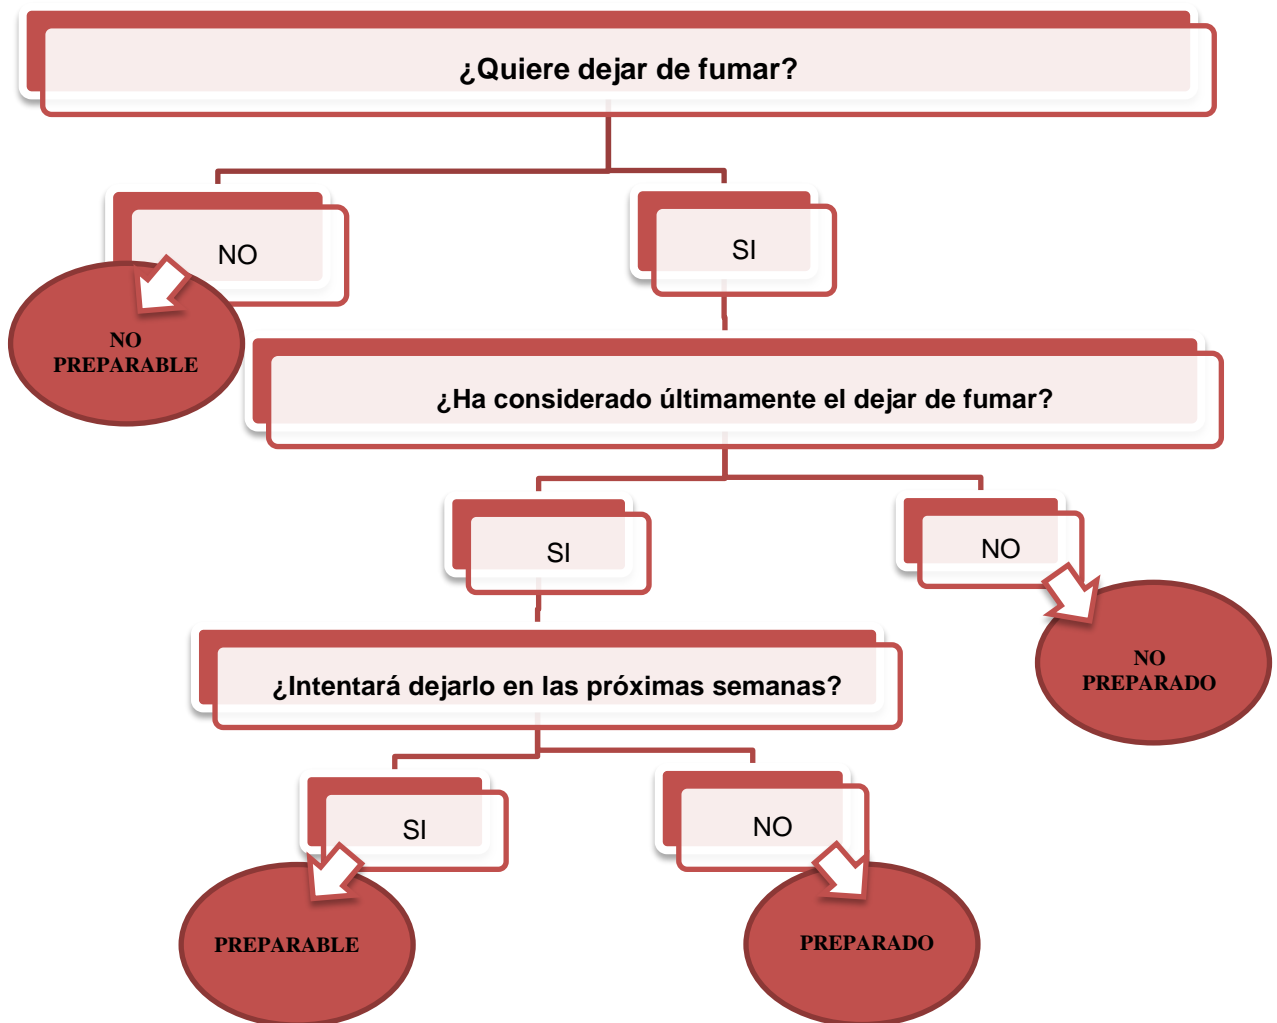 ¿Quiere dejar de fumar?
NO
SI
NO
PREPARABLE
¿Ha considerado últimamente el dejar de fumar?
SI
NO
NO
PREPARADO
¿Intentará dejarlo en las próximas semanas?
SI
NO
PREPARABLE
PREPARADO